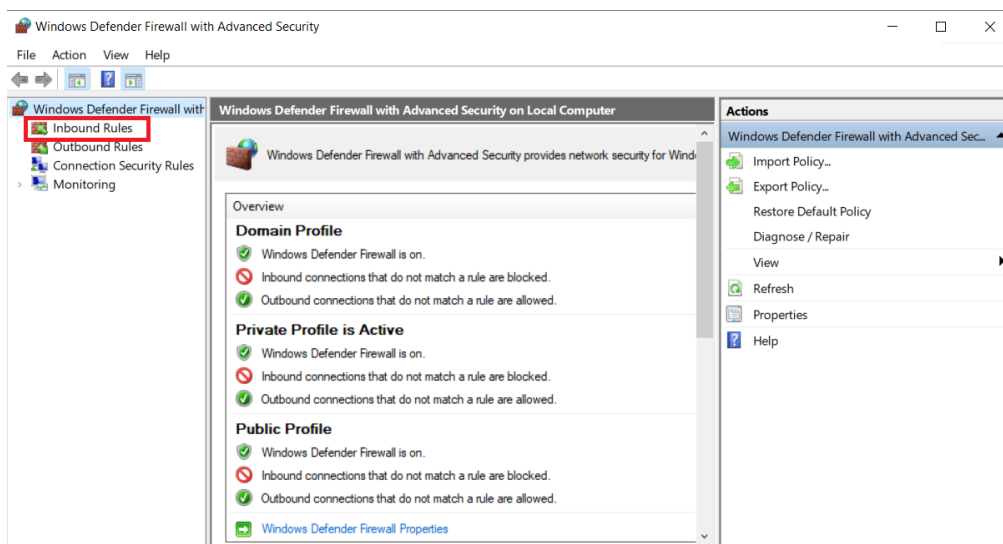 Windows Defender Firewall with Advanced Security
File Action View Help
Windows Defender Firewall with
Inbound Rules
Outbound Rules
Connection Security Rules
Monitoring
Windows Defender Firewall with Advanced Security on Local Computer
Windows Defender Firewall with Advanced Security provides network security for Windo
Overview
Domain Profile
Windows Defender Firewall is on.
Inbound connections that do not match a rule are blocked.
Outbound connections that do not match a rule are allowed.
Private Profile is Active
Windows Defender Firewall is on.
Inbound connections that do not match a rule are blocked.
Outbound connections that do not match a rule are allowed.
Public Profile
Windows Defender Firewall is on.
Inbound connections that do not match a rule are blocked.
Outbound connections that do not match a rule are allowed.
Windows Defender Firewall Properties
Actions
Windows Defender Firewall with Advanced Sec...
Import Policy...
Export Policy...
Restore Default Policy
Diagnose / Repair
View
Refresh
Properties
Help